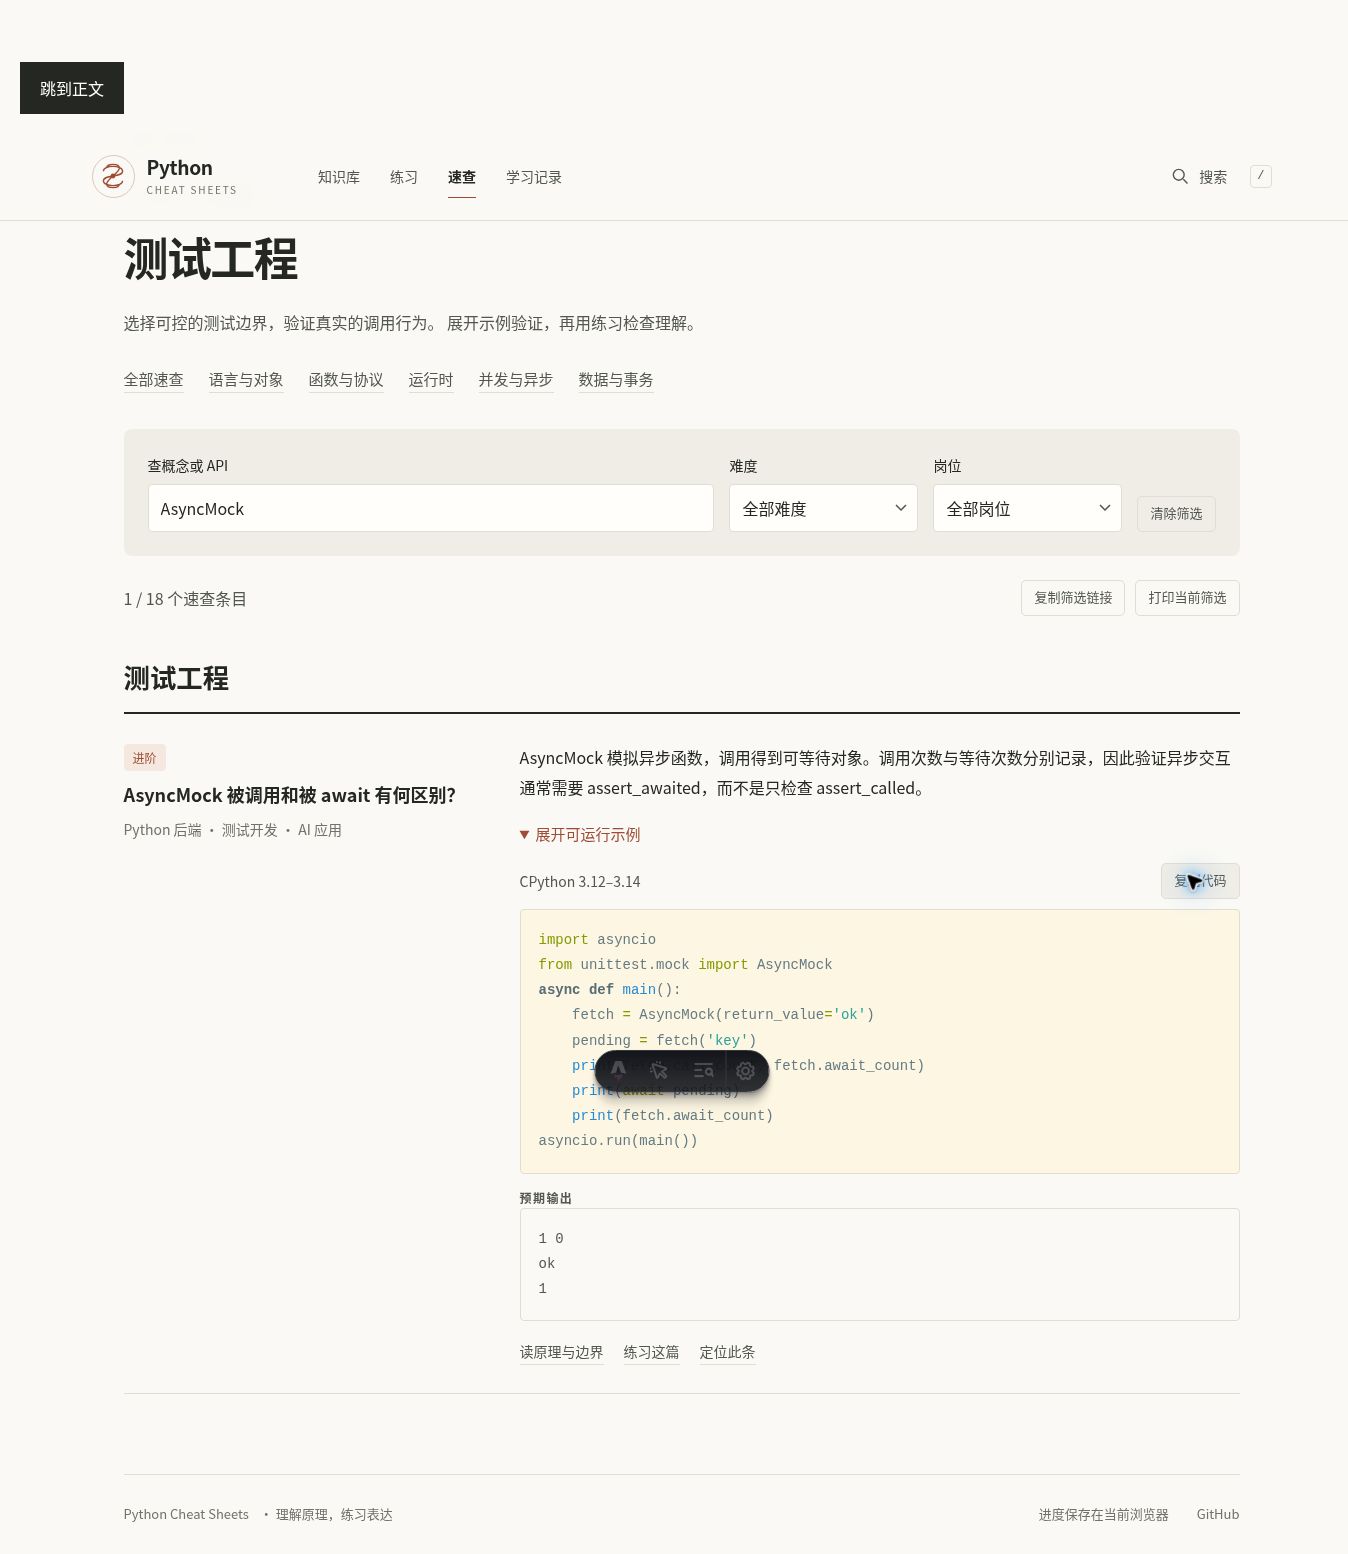 跳到正文
Python
CHEAT SHEETS
知识库 练习 速查 学习记录
搜索 /
测试工程
选择可控的测试边界，验证真实的调用行为。 展开示例验证，再用练习检查理解。
全部速查 语言与对象 函数与协议 运行时 并发与异步 数据与事务
查概念或 API 难度 岗位
AsyncMock 全部难度 全部岗位 清除筛选
1 / 18 个速查条目 复制筛选链接 打印当前筛选
测试工程
进阶
AsyncMock 被调用和被 await 有何区别？
Python 后端 · 测试开发 · AI 应用
AsyncMock 模拟异步函数，调用得到可等待对象。调用次数与等待次数分别记录，因此验证异步交互
通常需要 assert_awaited，而不是只检查 assert_called。
▼ 展开可运行示例
CPython 3.12–3.14 复制代码
import asyncio
from unittest.mock import AsyncMock
async def main():
    fetch = AsyncMock(return_value='ok')
    pending = fetch('key')
    fetch.await_count)
    print(await pending)
    print(fetch.await_count)
asyncio.run(main())
预期输出
1 0
ok
1
读原理与边界 练习这篇 定位此条
Python Cheat Sheets · 理解原理，练习表达
进度保存在当前浏览器 GitHub